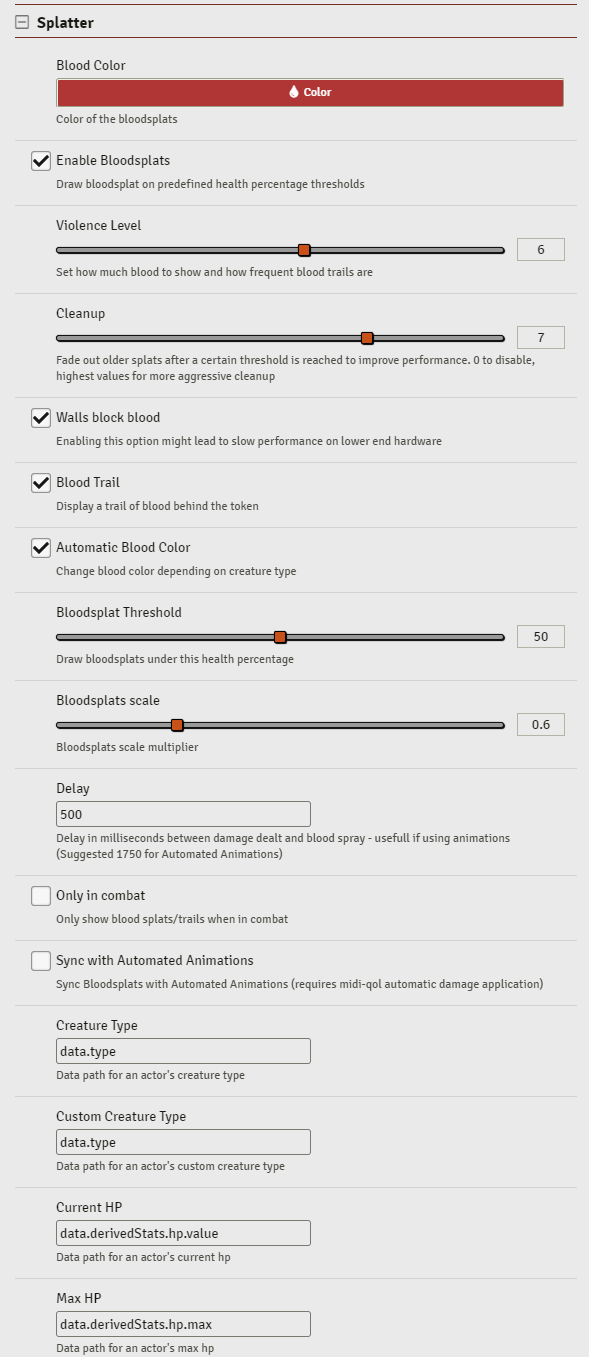 Splatter
Blood Color
Color
Color of the bloodsplats
Enable Bloodsplats
Draw bloodsplat on predefined health percentage thresholds
Violence Level
6
Set how much blood to show and how frequent blood trails are
Cleanup
7
Fade out older splats after a certain threshold is reached to improve performance. 0 to disable,
highest values for more aggressive cleanup
Walls block blood
Enabling this option might lead to slow performance on lower end hardware
Blood Trail
Display a trail of blood behind the token
Automatic Blood Color
Change blood color depending on creature type
Bloodsplat Threshold
50
Draw bloodsplats under this health percentage
Bloodsplats scale
0.6
Bloodsplats scale multiplier
Delay
500
Delay in milliseconds between damage dealt and blood spray - usefull if using animations
(Suggested 1750 for Automated Animations)
Only in combat
Only show blood splats/trails when in combat
Sync with Automated Animations
Sync Bloodsplats with Automated Animations (requires midi-qol automatic damage application)
Creature Type
data.type
Data path for an actor's creature type
Custom Creature Type
data.type
Data path for an actor's custom creature type
Current HP
data.derivedStats.hp.value
Data path for an actor's current hp
Max HP
data.derivedStats.hp.max
Data path for an actor's max hp